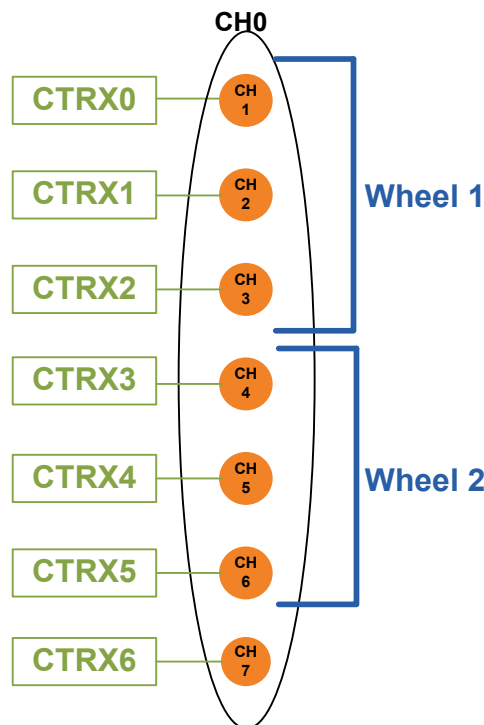 CH0
CTRX0
CH
1
CTRX1
CH
2
Wheel 1
CTRX2
CH
3
CTRX3
CH
4
CTRX4
CH
5
Wheel 2
CTRX5
CH
6
CTRX6
CH
7